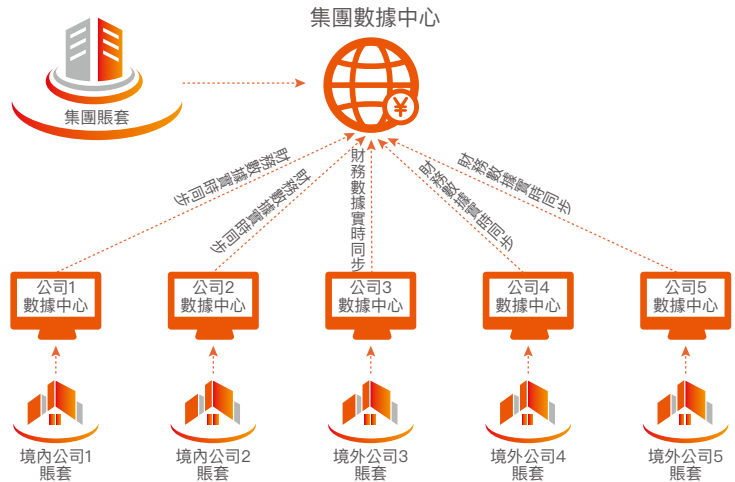 集團數據中心
集團賬套
¥
財務數據實時同步
財務數據實時同步
財務數據實時同步
財務數據實時同步
財務數據實時同步
公司1
數據中心
公司2
數據中心
公司3
數據中心
公司4
數據中心
公司5
數據中心
境內公司1
賬套
境內公司2
賬套
境外公司3
賬套
境外公司4
賬套
境外公司5
賬套